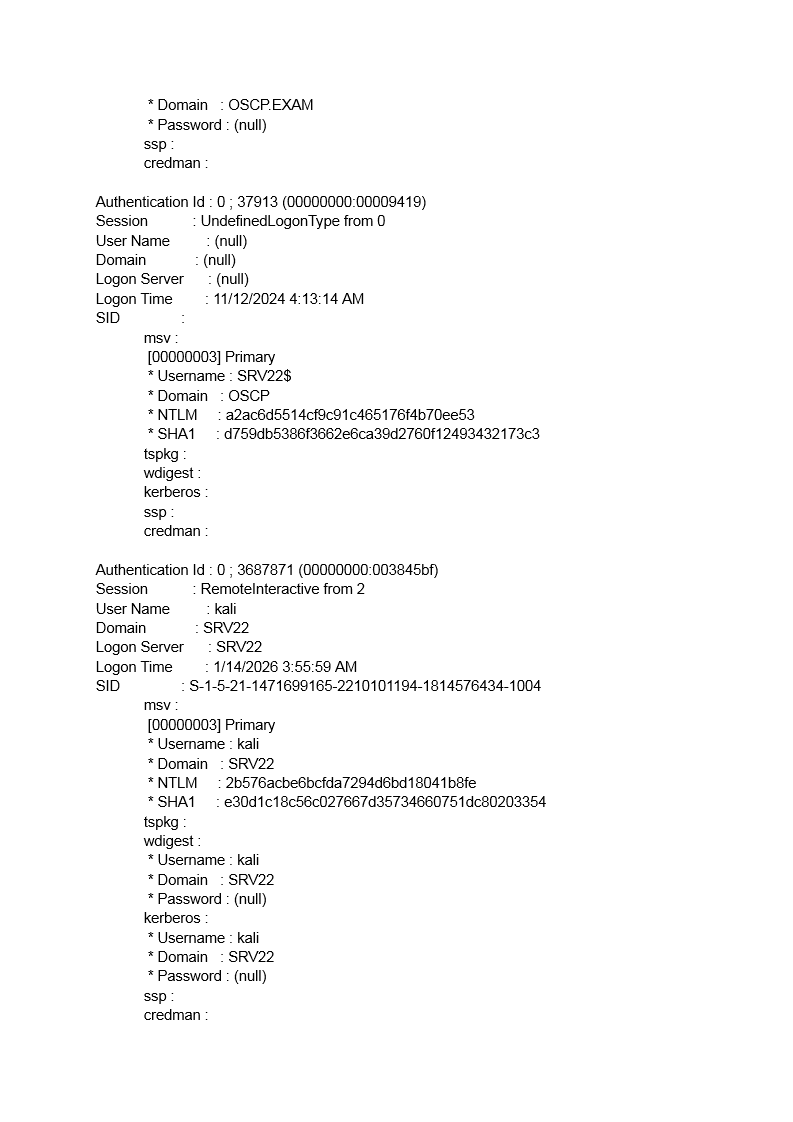 * Domain : OSCP.EXAM
* Password : (null)
ssp :
credman :
Authentication Id : 0 ; 37913 (00000000:00009419)
Session : UndefinedLogonType from 0
User Name : (null)
Domain : (null)
Logon Server : (null)
Logon Time : 11/12/2024 4:13:14 AM
SID :
msv :
[00000003] Primary
* Username : SRV22$
* Domain : OSCP
* NTLM : a2ac6d5514cf9c91c465176f4b70ee53
* SHA1 : d759db5386f3662e6ca39d2760f12493432173c3
tspkg :
wdigest :
kerberos :
ssp :
credman :
Authentication Id : 0 ; 3687871 (00000000:003845bf)
Session : RemoteInteractive from 2
User Name : kali
Domain : SRV22
Logon Server : SRV22
Logon Time : 1/14/2026 3:55:59 AM
SID : S-1-5-21-1471699165-2210101194-1814576434-1004
msv :
[00000003] Primary
* Username : kali
* Domain : SRV22
* NTLM : 2b576acbe6bcfda7294d6bd18041b8fe
* SHA1 : e30d1c18c56c027667d35734660751dc80203354
tspkg :
wdigest :
* Username : kali
* Domain : SRV22
* Password : (null)
kerberos :
* Username : kali
* Domain : SRV22
* Password : (null)
ssp :
credman :